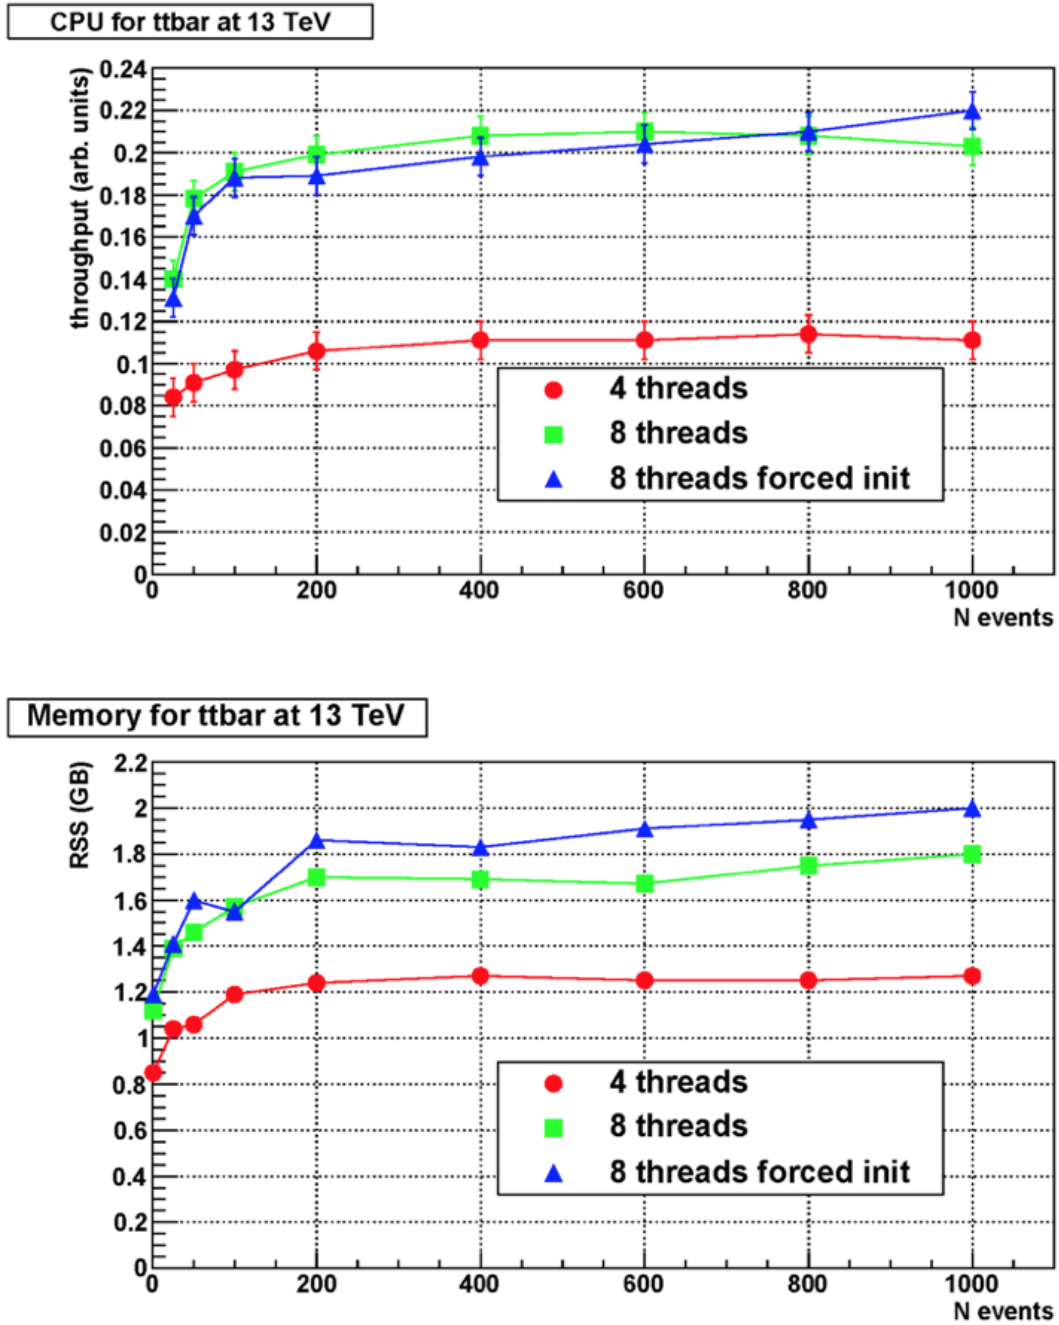 CPU for ttbar at 13 TeV
throughput (arb. units)
0.24
0.22
0.2
0.18
0.16
0.14
0.12
0.1
0.08
0.06
0.04
0.02
0
4 threads
8 threads
8 threads forced init
0 200 400 600 800 1000
N events
Memory for ttbar at 13 TeV
RSS (GB)
2.2
2
1.8
1.6
1.4
1.2
1
0.8
0.6
0.4
0.2
0
4 threads
8 threads
8 threads forced init
0 200 400 600 800 1000
N events